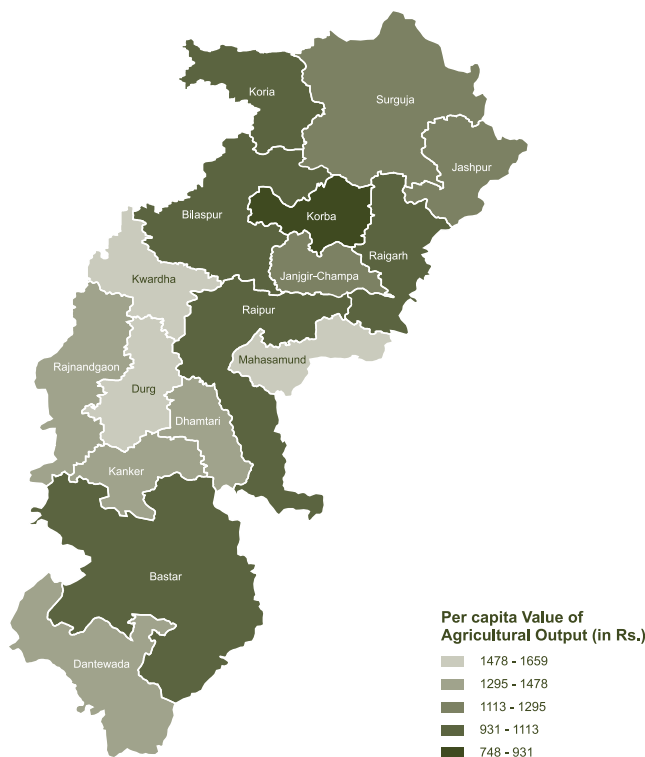 Koria
Surguja
Jashpur
Bilaspur
Korba
Raigarh
Kwardha
Janjgir-Champa
Raipur
Rajnandgaon
Mahasamund
Durg
Dhamtari
Kanker
Bastar
Dantewada
Per capita Value of
Agricultural Output (in Rs.)
1478 - 1659
1295 - 1478
1113 - 1295
931 - 1113
748 - 931